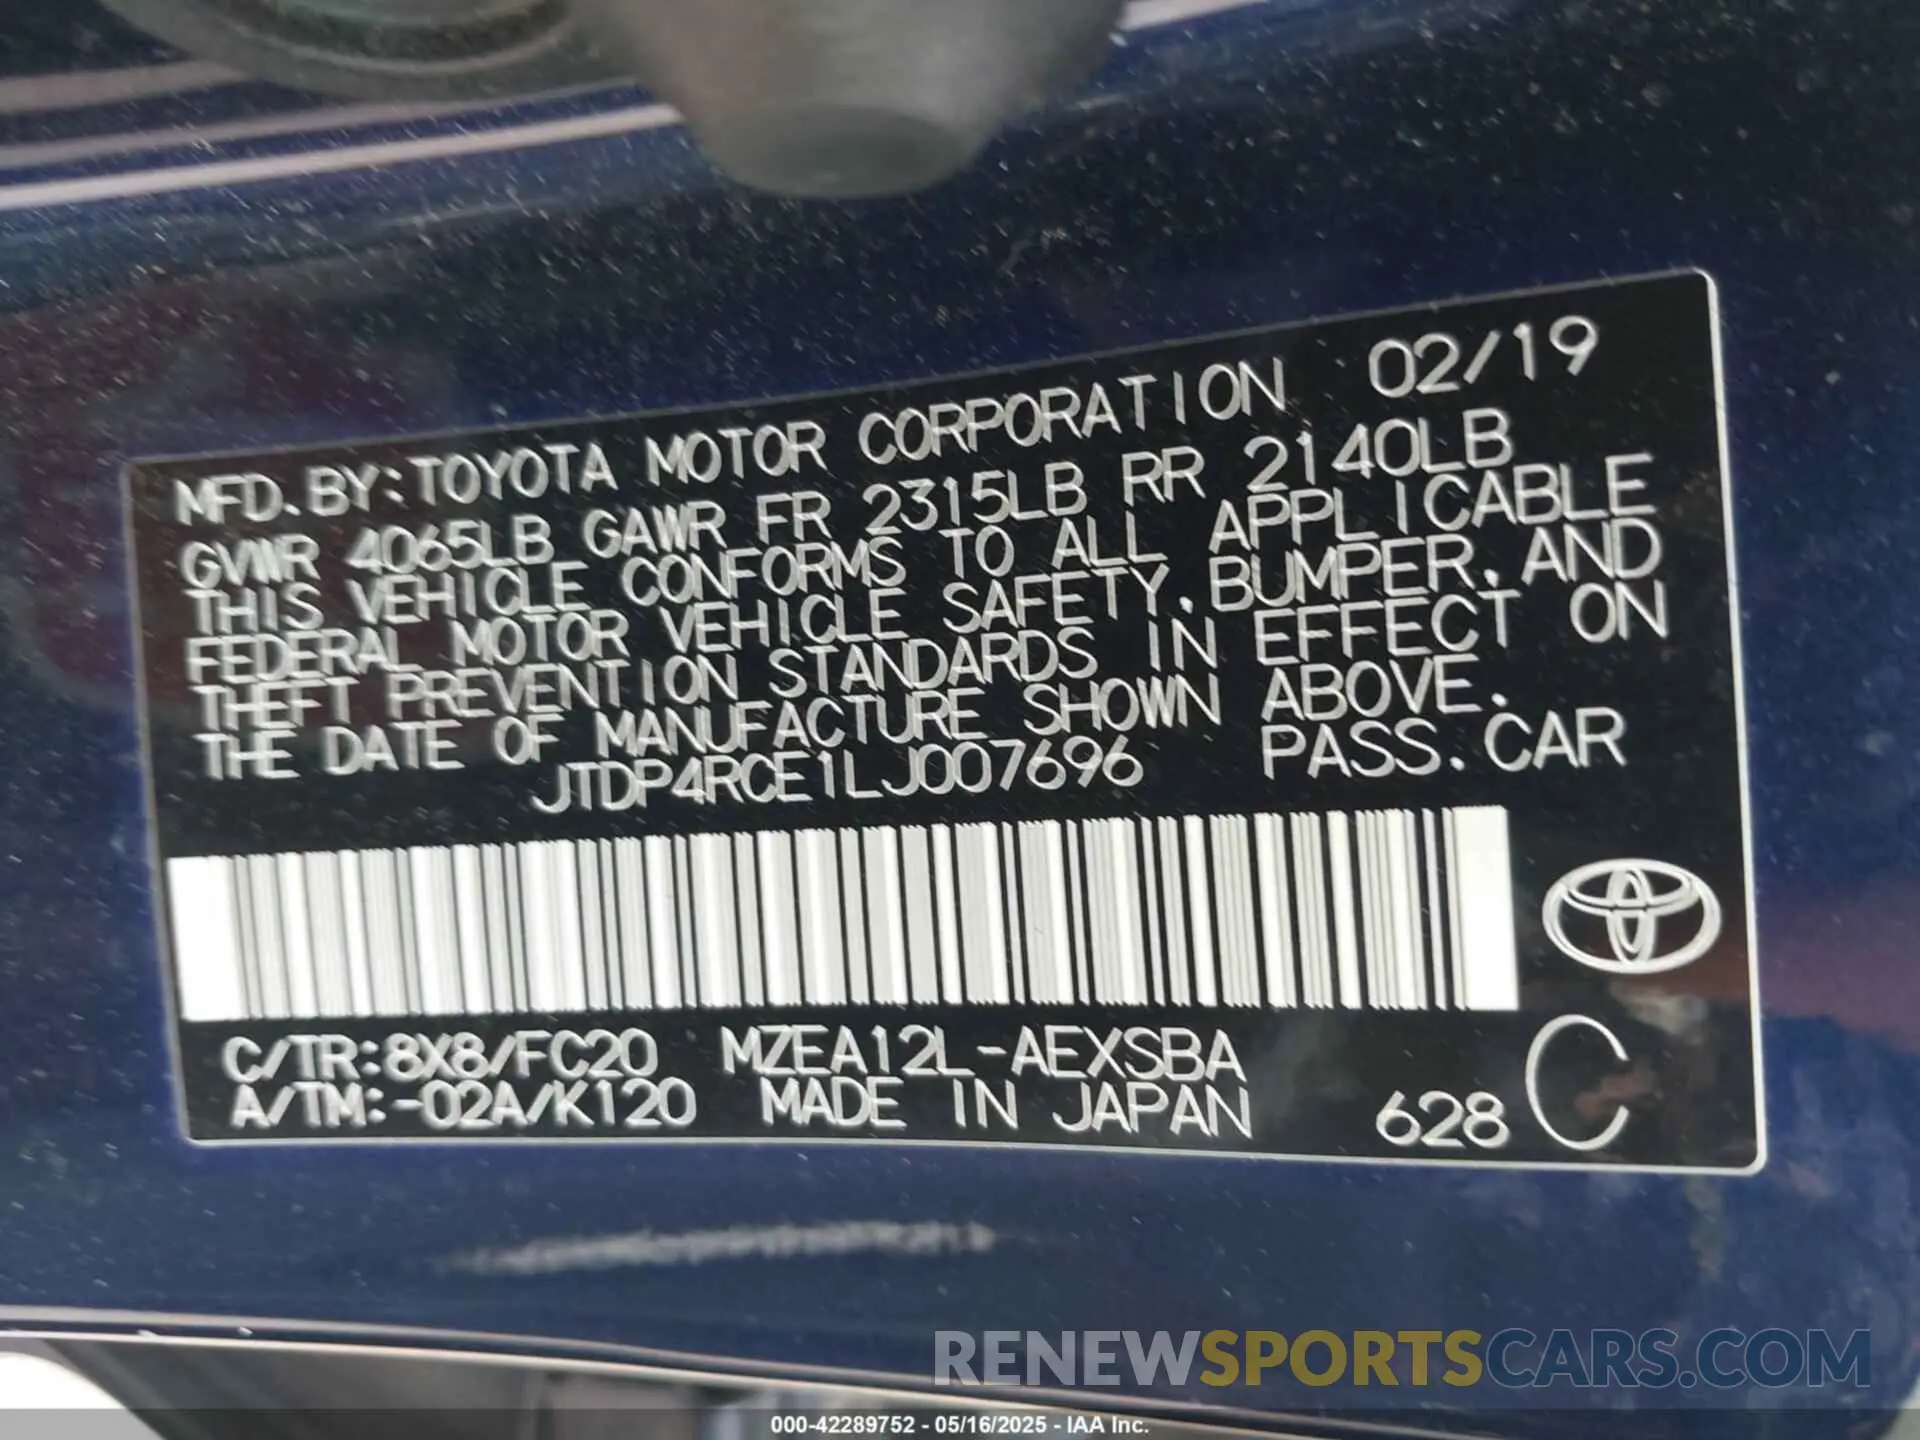 MFD. BY: TOYOTA MOTOR CORPORATION 02/19
GVWR 4065LB GAWR FR 2315LB RR 2140LB
THIS VEHICLE CONFORMS TO ALL APPLICABLE
FEDERAL MOTOR VEHICLE SAFETY, BUMPER, AND
THEFT PREVENTION STANDARDS IN EFFECT ON
THE DATE OF MANUFACTURE SHOWN ABOVE.
JTDP4RCE1LJ007696 PASS. CAR
C/TR:8X8/FC20 MZEA12L-AEXSBA
A/TM:-02A/K120 MADE IN JAPAN 628 C
RENEWSPORTSCARS.COM
000-42289752 - 05/16/2025 - IAA Inc.